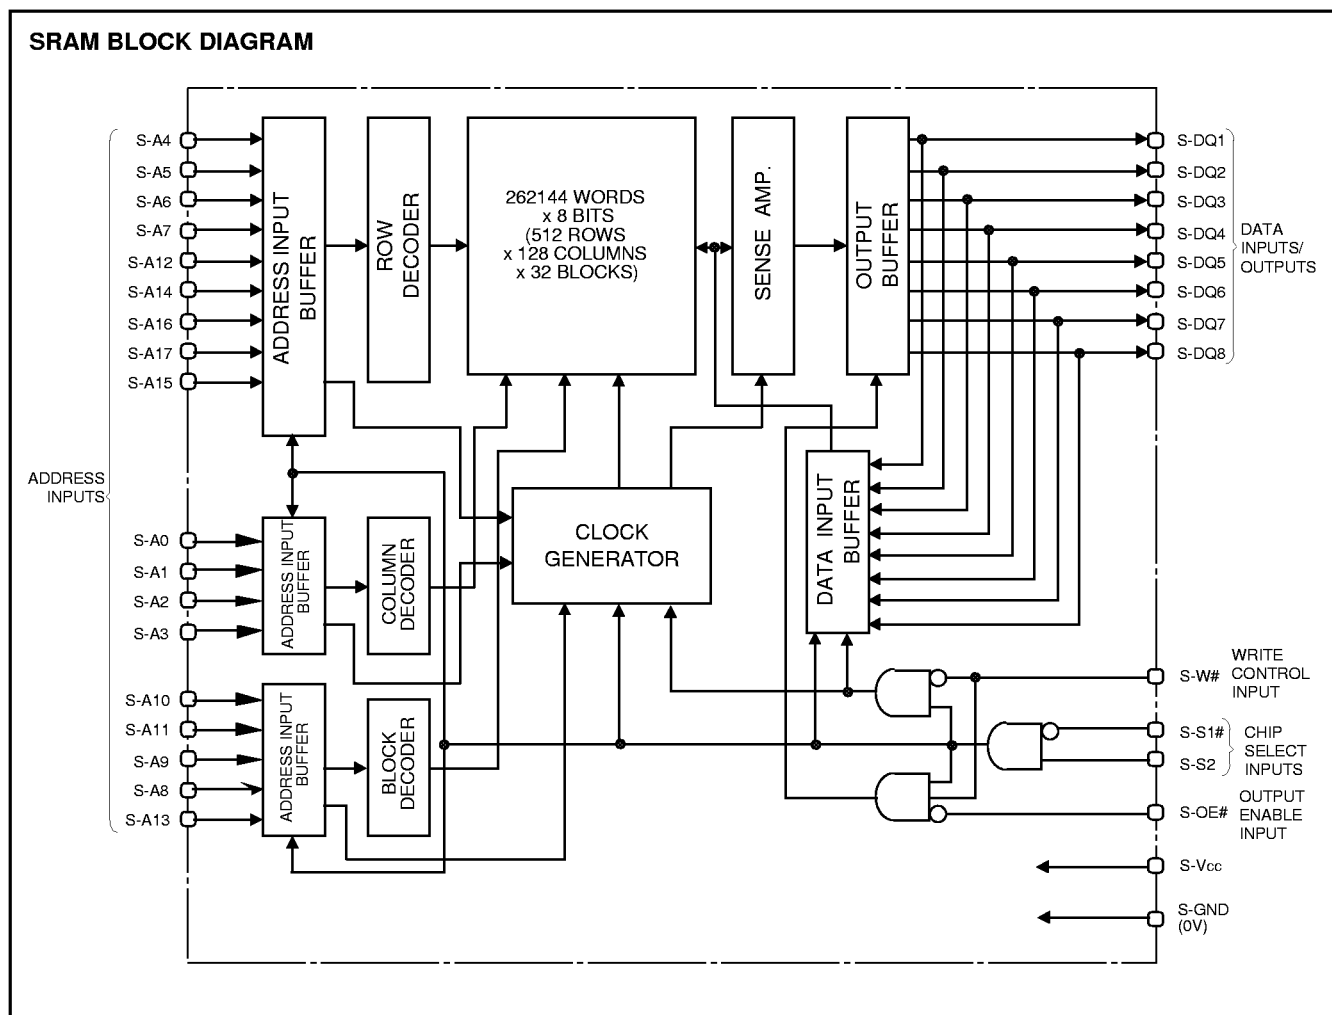 SRAM BLOCK DIAGRAM
S-A4
S-A5
S-A6
S-A7
S-A12
S-A14
S-A16
S-A17
S-A15
ADDRESS
INPUTS
S-A0
S-A1
S-A2
S-A3
S-A10
S-A11
S-A9
S-A8
S-A13
ADDRESS INPUT
BUFFER
ROW
DECODER
262144 WORDS
x 8 BITS
(512 ROWS
x 128 COLUMNS
x 32 BLOCKS)
SENSE AMP.
OUTPUT
BUFFER
ADDRESS INPUT
BUFFER
COLUMN
DECODER
CLOCK
GENERATOR
DATA INPUT
BUFFER
ADDRESS INPUT
BUFFER
BLOCK
DECODER
S-DQ1
S-DQ2
S-DQ3
S-DQ4
S-DQ5
S-DQ6
S-DQ7
S-DQ8
DATA
INPUTS/
OUTPUTS
S-W#
WRITE
CONTROL
INPUT
S-S1#
S-S2
CHIP
SELECT
INPUTS
S-OE#
OUTPUT
ENABLE
INPUT
S-Vcc
S-GND
(0V)